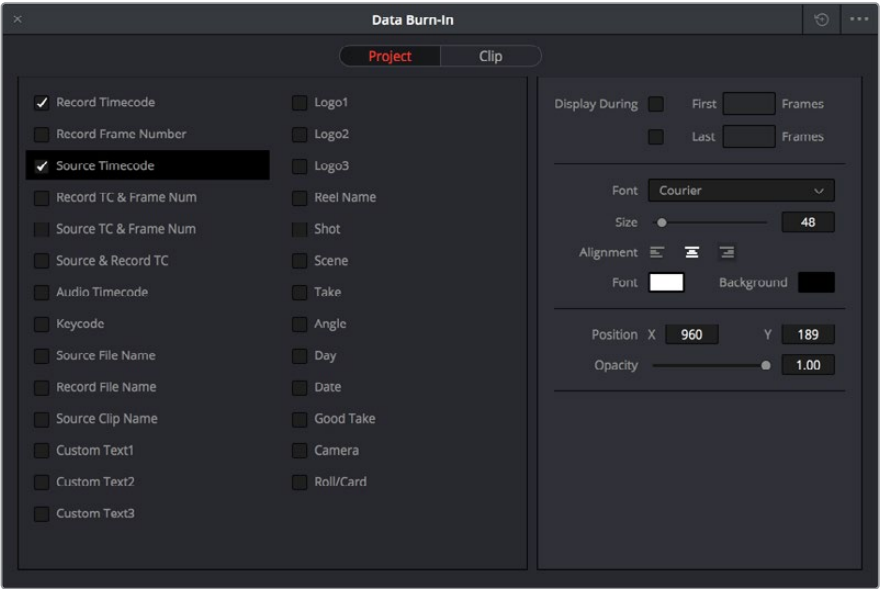 Data Burn-In
Project Clip
Record Timecode
Record Frame Number
Source Timecode
Record TC & Frame Num
Source TC & Frame Num
Source & Record TC
Audio Timecode
Keycode
Source File Name
Record File Name
Source Clip Name
Custom Text1
Custom Text2
Custom Text3
Logo1
Logo2
Logo3
Reel Name
Shot
Scene
Take
Angle
Day
Date
Good Take
Camera
Roll/Card
Display During First Frames
Last Frames
Font Courier
Size 48
Alignment
Font Background
Position X 960 Y 189
Opacity 1.00